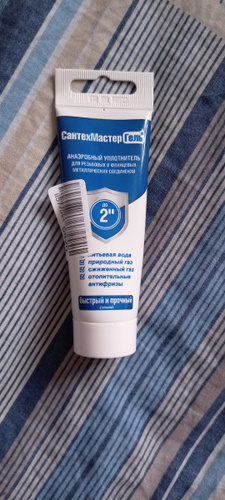 СантехМастер Гель
АНАЭРОБНЫЙ УПЛОТНИТЕЛЬ
ДЛЯ РЕЗЬБОВЫХ И ФЛАНЦЕВЫХ
МЕТАЛЛИЧЕСКИХ СОЕДИНЕНИЙ
до
2"
питьевая вода
природный газ
сжиженный газ
отопительные
антифризы
быстрый и прочный